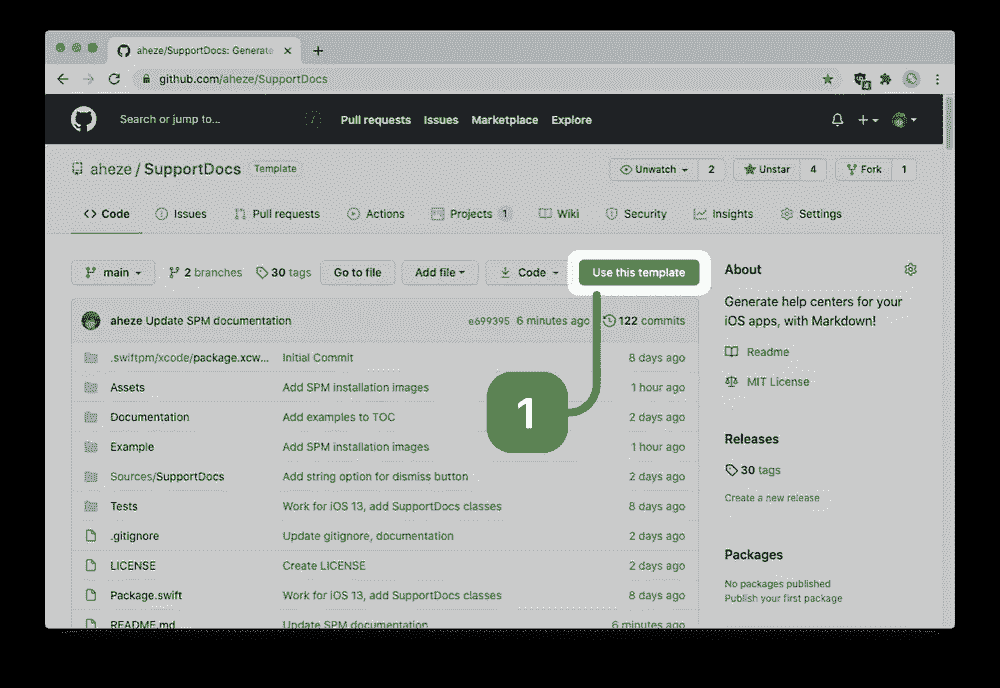 aheze/SupportDocs: Generate
github.com/aheze/SupportDocs
Search or jump to... / Pull requests Issues Marketplace Explore
aheze / SupportDocs Template Unwatch 2 Unstar 4 Fork 1
Code Issues Pull requests Actions Projects 1 Wiki Security Insights Settings
main 2 branches 30 tags Go to file Add file Code Use this template
aheze Update SPM documentation e699395 6 minutes ago 122 commits
.swiftpm/xcode/package.xcw... Initial Commit 8 days ago
Assets Add SPM installation images 1 hour ago
Documentation Add examples to TOC 2 days ago
Example Add SPM installation images 1 hour ago
Sources/SupportDocs Add string option for dismiss button 2 days ago
Tests Work for iOS 13, add SupportDocs classes 8 days ago
.gitignore Update gitignore, documentation 2 days ago
LICENSE Create LICENSE 2 days ago
Package.swift Work for iOS 13, add SupportDocs classes 8 days ago
README.md Update SPM documentation 6 minutes ago
1
About
Generate help centers for your
iOS apps, with Markdown!
Readme
MIT License
Releases
30 tags
Create a new release
Packages
No packages published
Publish your first package